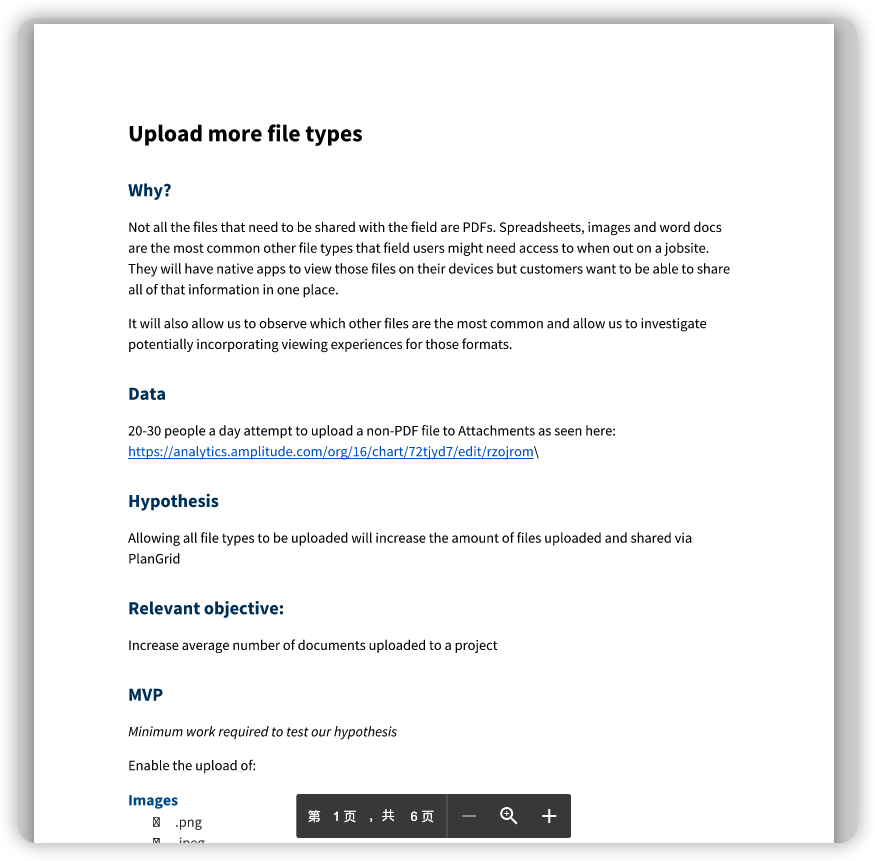 Upload more file types
Why?
Not all the files that need to be shared with the field are PDFs. Spreadsheets, images and word docs
are the most common other file types that field users might need access to when out on a jobsite.
They will have native apps to view those files on their devices but customers want to be able to share
all of that information in one place.
It will also allow us to observe which other files are the most common and allow us to investigate
potentially incorporating viewing experiences for those formats.
Data
20-30 people a day attempt to upload a non-PDF file to Attachments as seen here:
https://analytics.amplitude.com/org/16/chart/72tjyd7/edit/rzojrom\
Hypothesis
Allowing all file types to be uploaded will increase the amount of files uploaded and shared via
PlanGrid
Relevant objective:
Increase average number of documents uploaded to a project
MVP
Minimum work required to test our hypothesis
Enable the upload of:
Images
.png
.jpeg
第 1 页 ，共 6 页